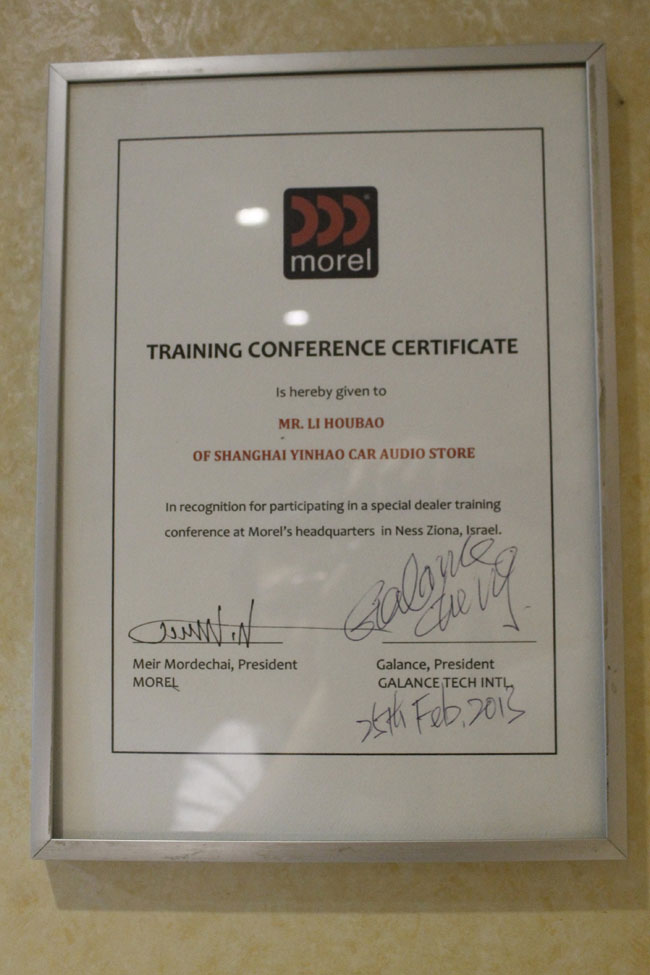 morel
TRAINING CONFERENCE CERTIFICATE
Is hereby given to
MR. LI HOUBAO
OF SHANGHAI YINHAO CAR AUDIO STORE
In recognition for participating in a special dealer training
conference at Morel's headquarters in Ness Ziona, Israel.
Galance
Cheng
Meir Mordechai, President
MOREL
Galance, President
GALANCE TECH INTL.
25th Feb, 2013